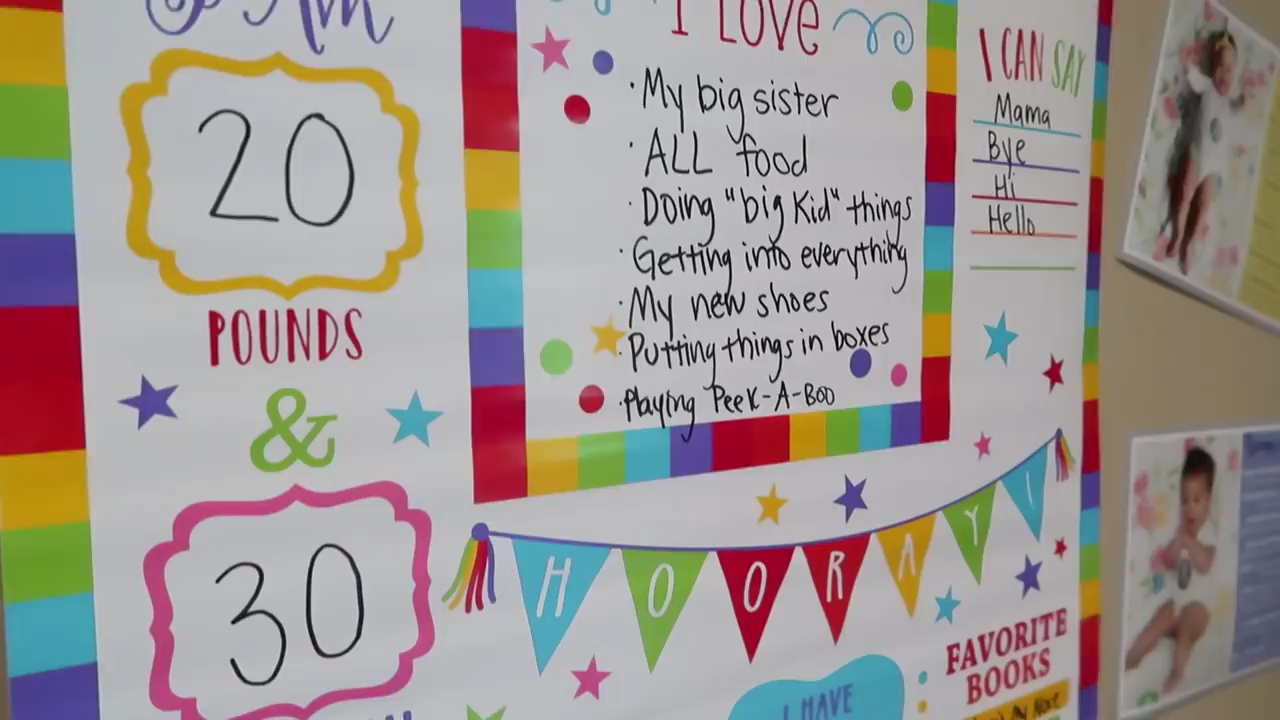 I Am
20
POUNDS
&
30
I LOVE
· My big sister
· ALL food
· Doing "big Kid" things
· Getting into everything
· My new shoes
· Putting things in boxes
· Playing Peek-A-Boo
I CAN SAY
Mama
Bye
Hi
Hello
HOORAY!
I HAVE
FAVORITE
BOOKS